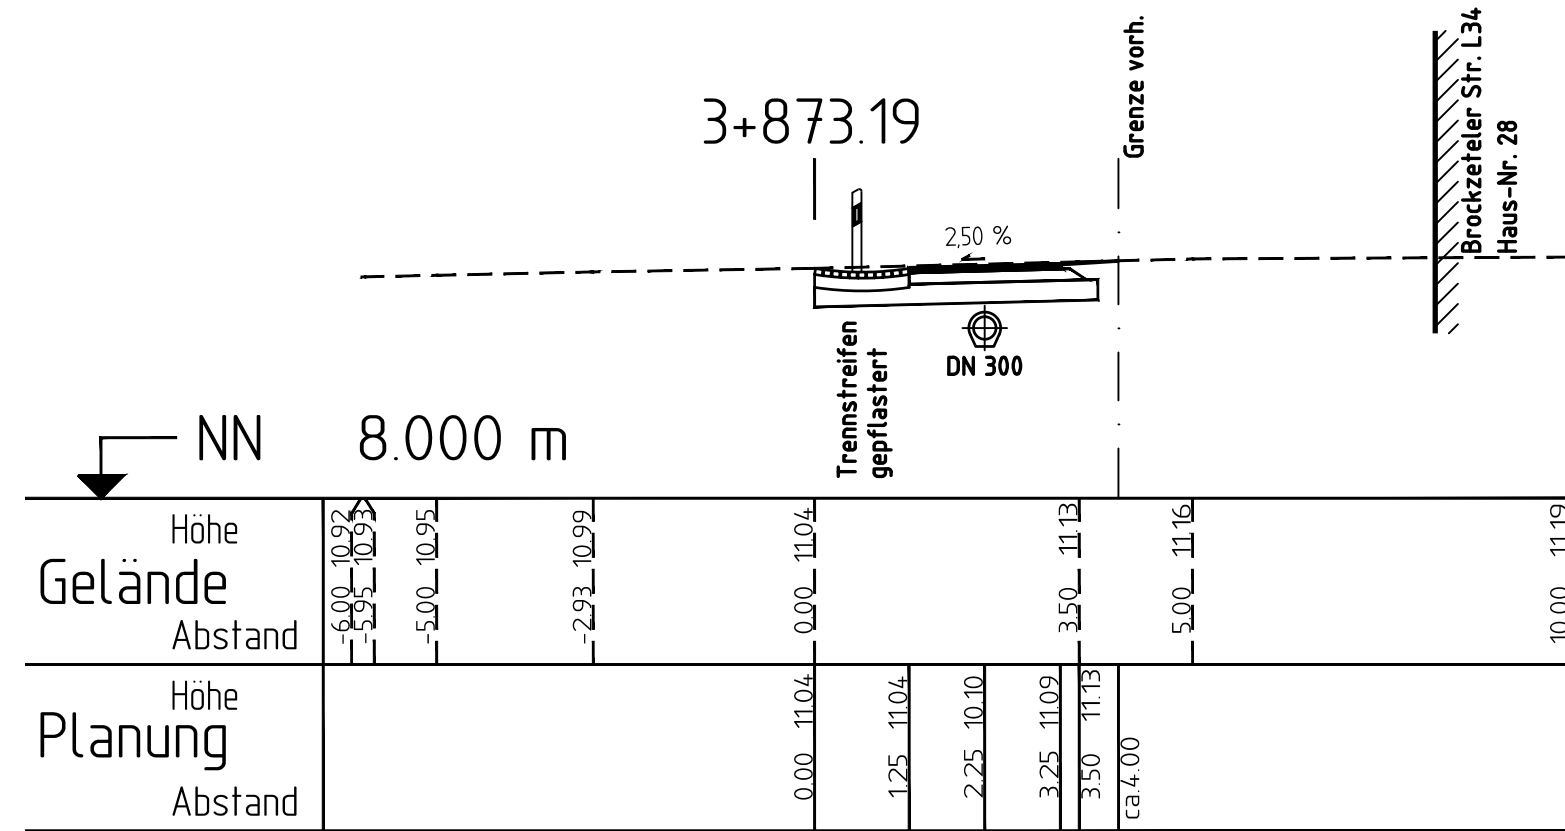 3+873.19
Grenze vorh.
Brockzeteler Str. L34
Haus-Nr. 28
2,50 %
Trennstreifen
gepflastert
DN 300
NN 8.000 m
Höhe
10.92 10.93 10.95 10.99 11.04 11.13 11.16 11.19
Gelände
Abstand
-6.00 -5.95 -5.00 -2.93 0.00 3.50 5.00 10.00
Höhe
11.04 11.04 10.10 11.09 11.13
Planung
Abstand
0.00 1.25 2.25 3.25 3.50 ca.4.00